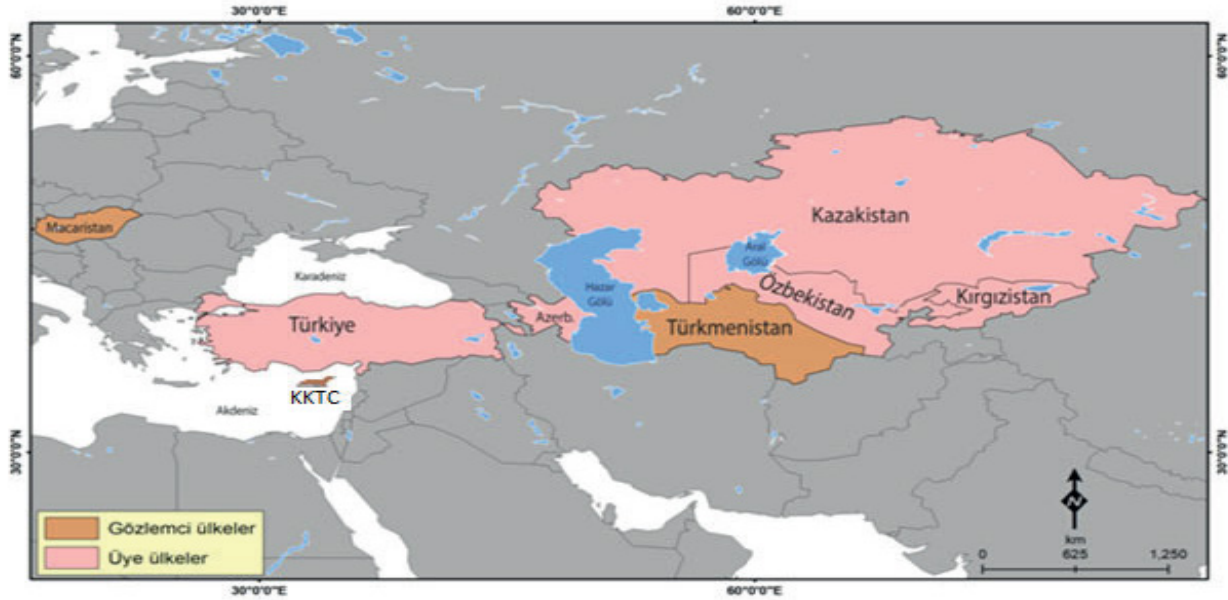 30°0'0"E
60°0'0"E
60°0'0"N
60°0'0"N
Macaristan
Kazakistan
Aral
Gölü
Karadeniz
Hazar
Gölü
Özbekistan
Kırgızistan
Türkiye
Azerb.
Türkmenistan
KKTC
Akdeniz
30°0'0"N
30°0'0"N
N
km
0
625
1,250
Gözlemci ülkeler
Üye ülkeler
30°0'0"E
60°0'0"E